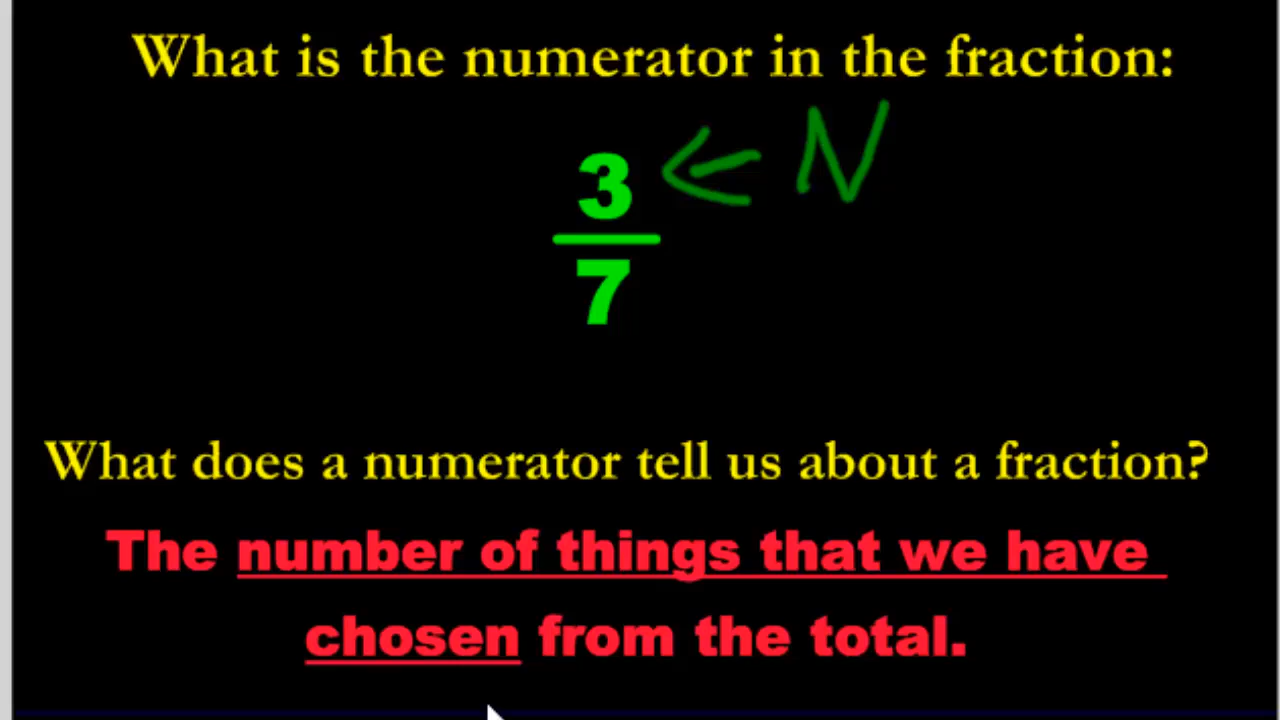 What is the numerator in the fraction:
3 ← N
7
What does a numerator tell us about a fraction?
The number of things that we have
chosen from the total.